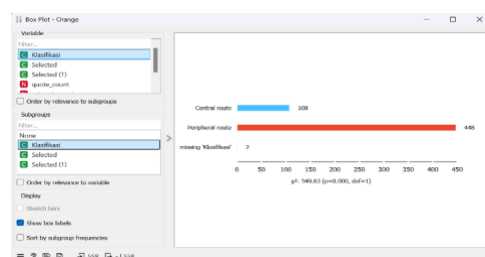 Box Plot - Orange
Variable
Filter...
C Klasifikasi
C Selected
C Selected (1)
N quote_count
Order by relevance to subgroups
Subgroups
Filter...
None
C Klasifikasi
C Selected
C Selected (1)
Order by relevance to variable
Display
Stretch bars
Show box labels
Sort by subgroup frequencies
Central route 108
Peripheral route 448
missing 'Klasifikasi' 2
0 50 100 150 200 250 300 350 400 450
χ²: 549.63 (p=0.000, dof=1)